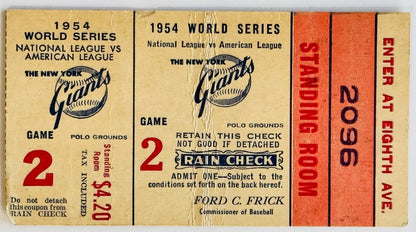 1954
WORLD SERIES
NATIONAL LEAGUE VS
AMERICAN LEAGUE
THE NEW YORK
Giants
POLO GROUNDS
GAME
2
Standing
Room
$4.20
TAX INCLUDED
Do not detach
this coupon from
RAIN CHECK
1954 WORLD SERIES
National League vs American League
THE NEW YORK
Giants
POLO GROUNDS
GAME
2
RETAIN THIS CHECK
NOT GOOD IF DETACHED
RAIN CHECK
ADMIT ONE—Subject to the
conditions set forth on the back hereof.
FORD C. FRICK
Commissioner of Baseball
STANDING ROOM
2096
ENTER AT EIGHTH AVE.